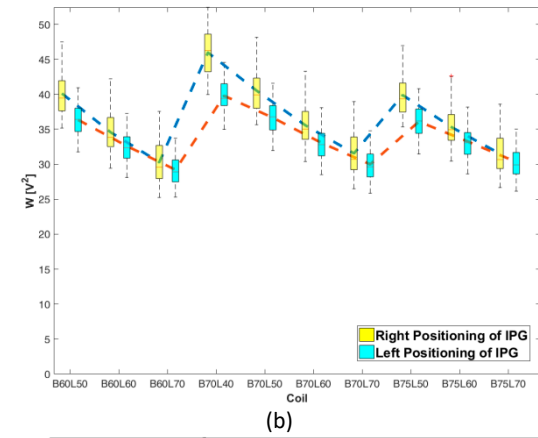 50
45
40
35
30
25
20
15
10
5
0
W [V²]
Right Positioning of IPG
Left Positioning of IPG
B60L50 B60L60 B60L70 B70L40 B70L50 B70L60 B70L70 B75L50 B75L60 B75L70
Coil
(b)